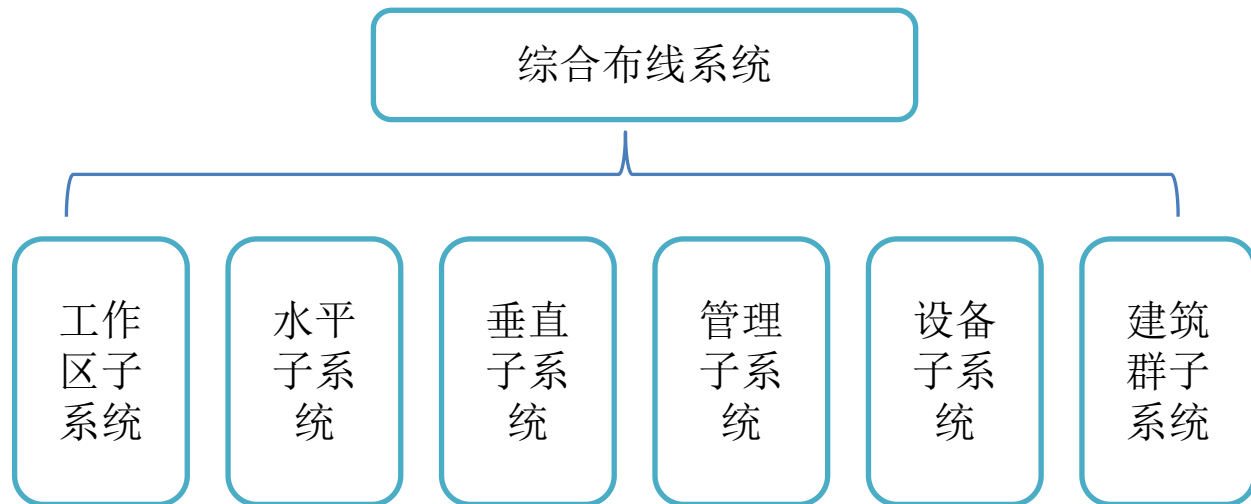 综合布线系统
工作
区子
系统
水平
子系
统
垂直
子系
统
管理
子系
统
设备
子系
统
建筑
群子
系统